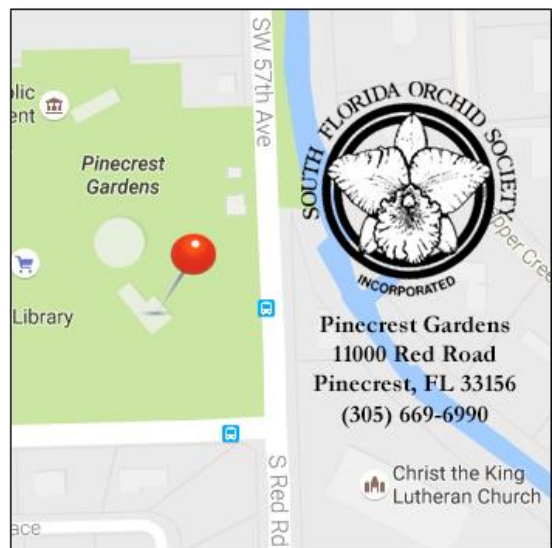 SW 57th Ave
SOUTH FLORIDA ORCHID SOCIETY
INCORPORATED
Pinecrest
Gardens
Library
Pinecrest Gardens
11000 Red Road
Pinecrest, FL 33156
(305) 669-6990
S Red Rd
Christ the King
Lutheran Church